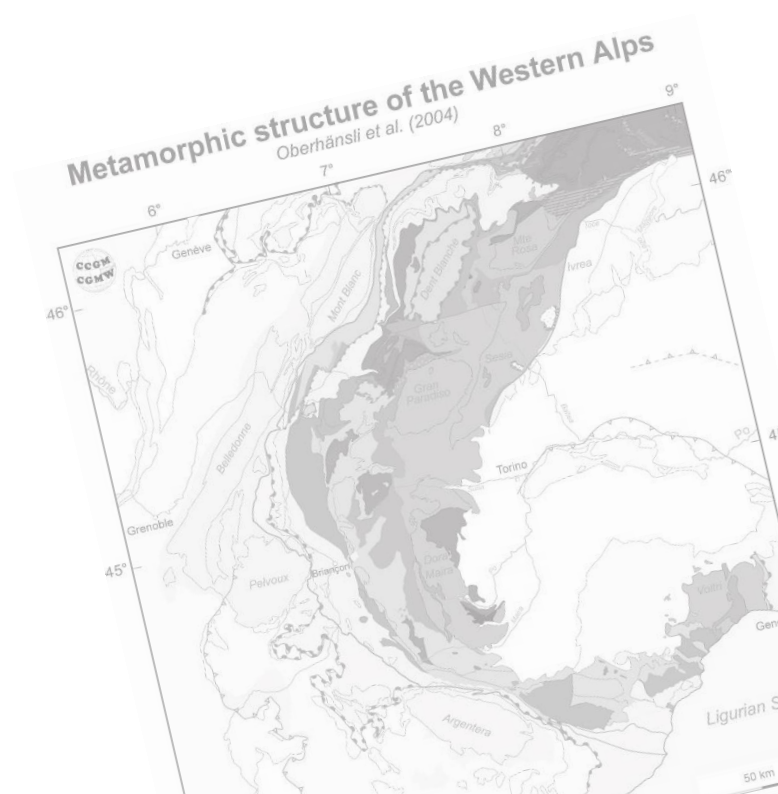 Metamorphic structure of the Western Alps
Oberhänsli et al. (2004)
6°
7°
8°
9°
CCGM
CGMW
Genève
Mont Blanc
Dent Blanche
Mte
Rosa
Ivrea
46°
46°
Rhône
Belledonne
Sesia
Gran
Paradiso
Torino
Po
Grenoble
45°
Pelvoux
Briançon
Dora
Maira
Voltri
Gen
Argentera
Ligurian S
50 km